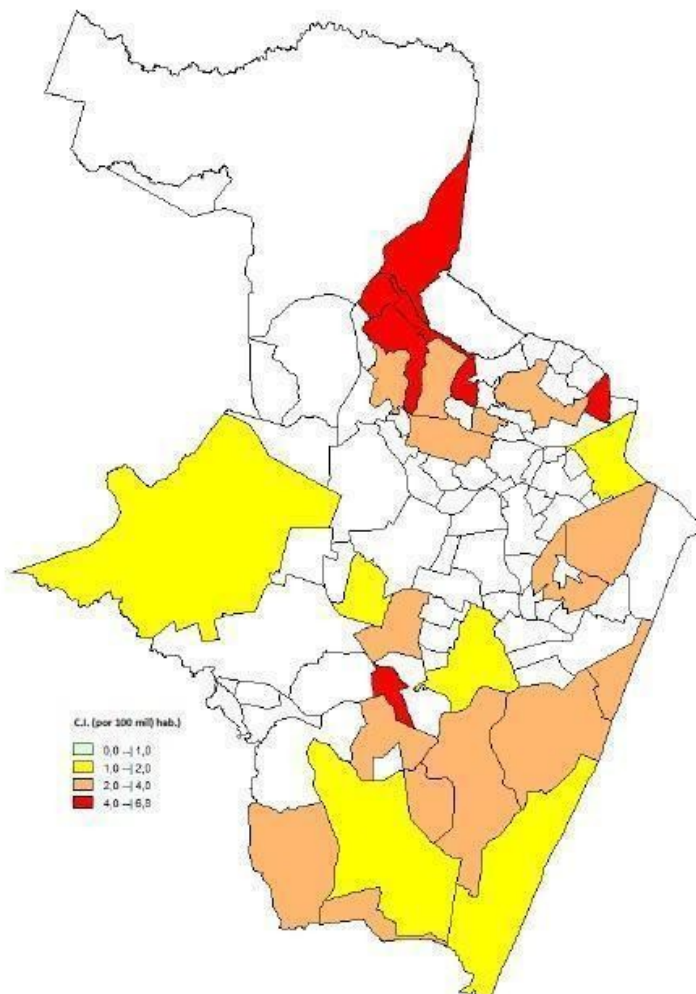 C.I. (por 100 mil) hab.)
0,0 --| 1,0
1,0 --| 2,0
2,0 --| 4,0
4,0 --| 6,8